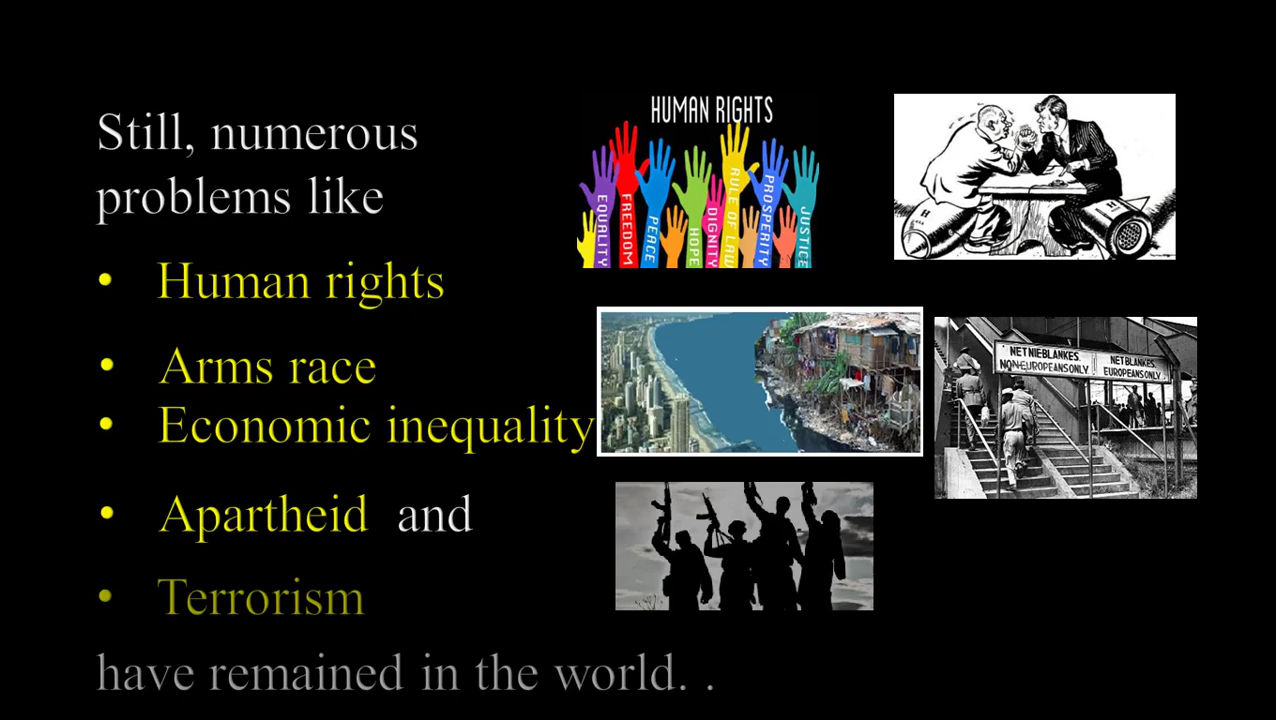 Still, numerous
problems like
• Human rights
• Arms race
• Economic inequality
• Apartheid and
• Terrorism
have remained in the world. .
HUMAN RIGHTS
EQUALITY
FREEDOM
PEACE
HOPE
DIGNITY
RULE OF LAW
PROSPERITY
JUSTICE
H
H
NET NIE BLANKES.
NON-EUROPEANS ONLY
NET BLANKES.
EUROPEANS ONLY